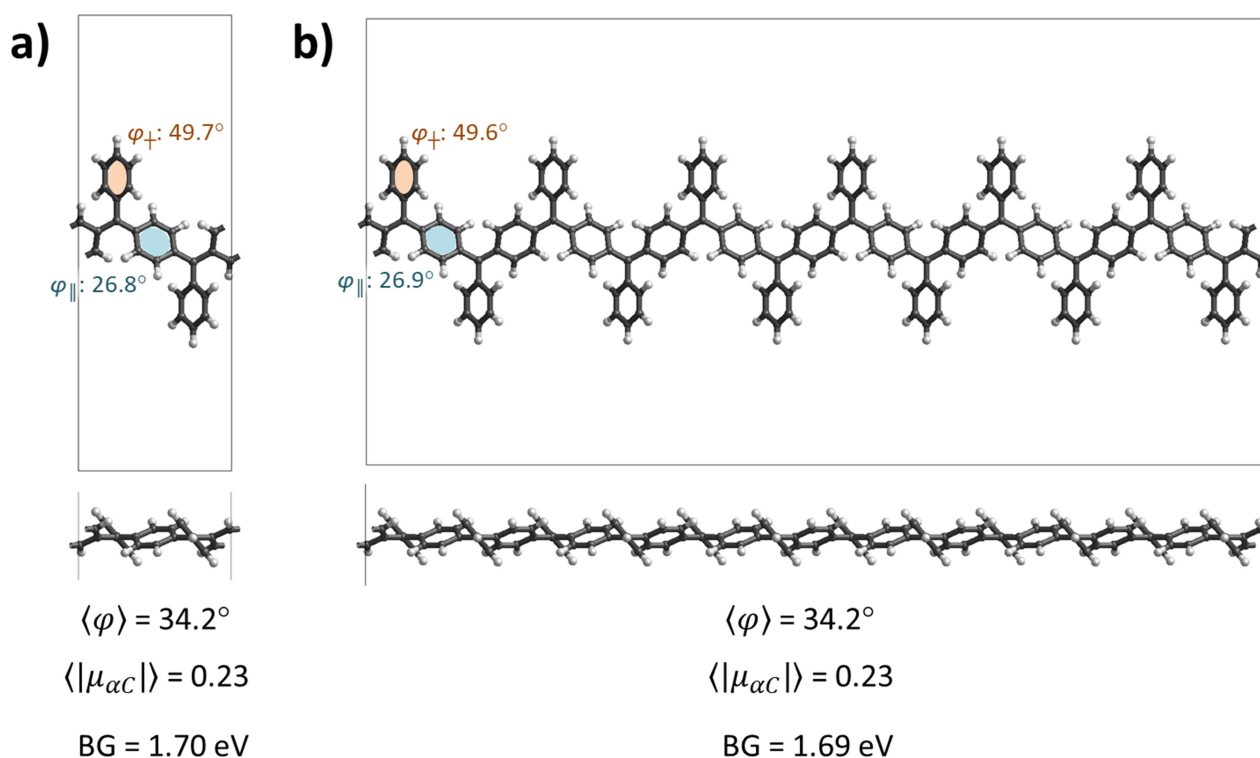 a)
b)
φ┼: 49.7°
φ┼: 49.6°
φ∥: 26.8°
φ∥: 26.9°
⟨φ⟩ = 34.2°
⟨φ⟩ = 34.2°
⟨|μαC|⟩ = 0.23
⟨|μαC|⟩ = 0.23
BG = 1.70 eV
BG = 1.69 eV